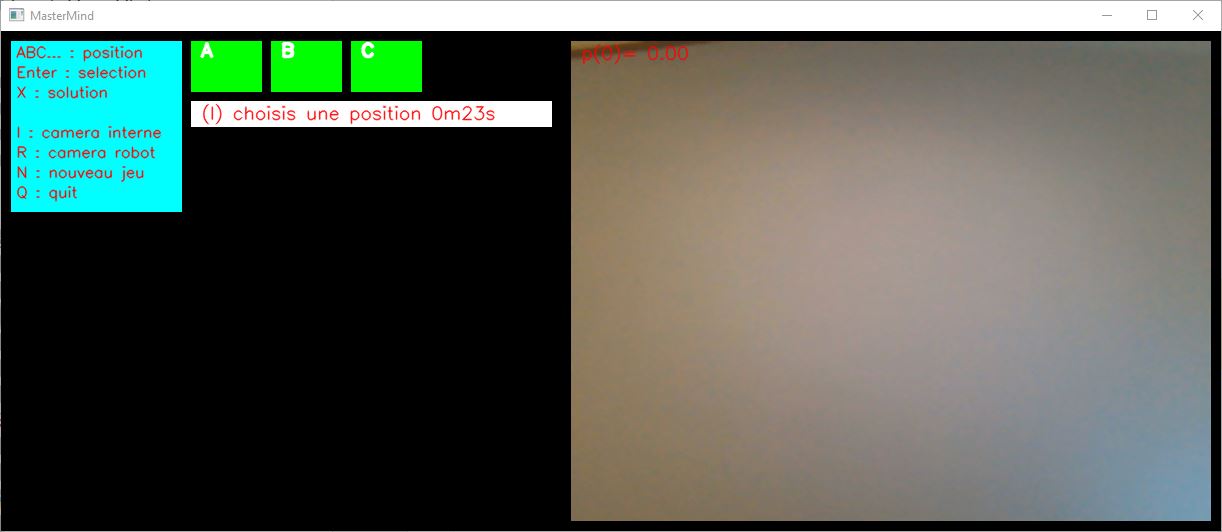 MasterMind
ABC... : position
Enter : selection
X : solution
I : camera interne
R : camera robot
N : nouveau jeu
Q : quit
A B C
(I) choisis une position 0m23s
p(0)= 0.00